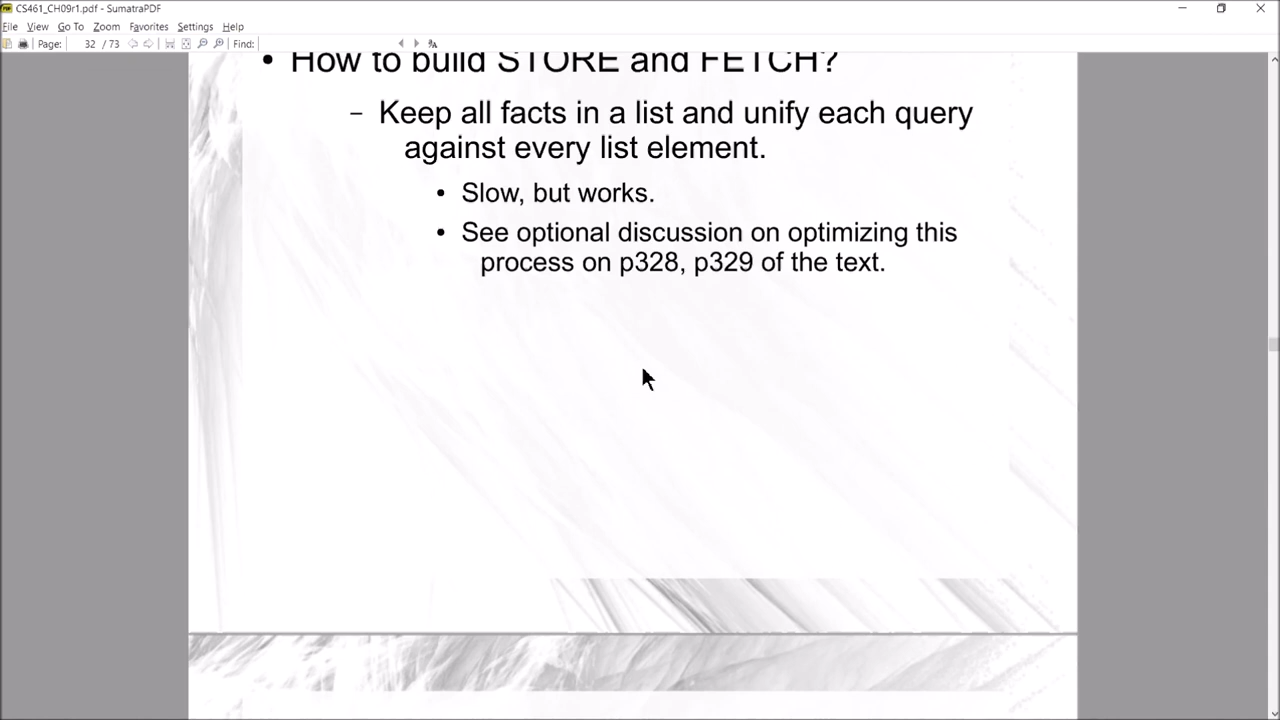 CS461_CH09r1.pdf - SumatraPDF
File View Go To Zoom Favorites Settings Help
Page: 32 / 73 Find:
• How to build STORE and FETCH?
– Keep all facts in a list and unify each query
against every list element.
• Slow, but works.
• See optional discussion on optimizing this
process on p328, p329 of the text.